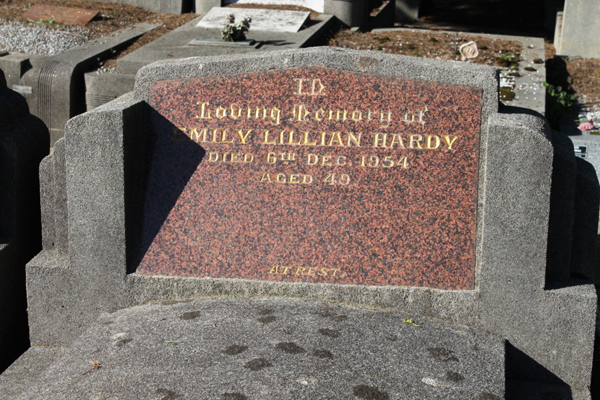 In
Loving Memory of
EMILY LILLIAN HARDY
DIED 6TH DEC. 1954
AGED 49
AT REST.